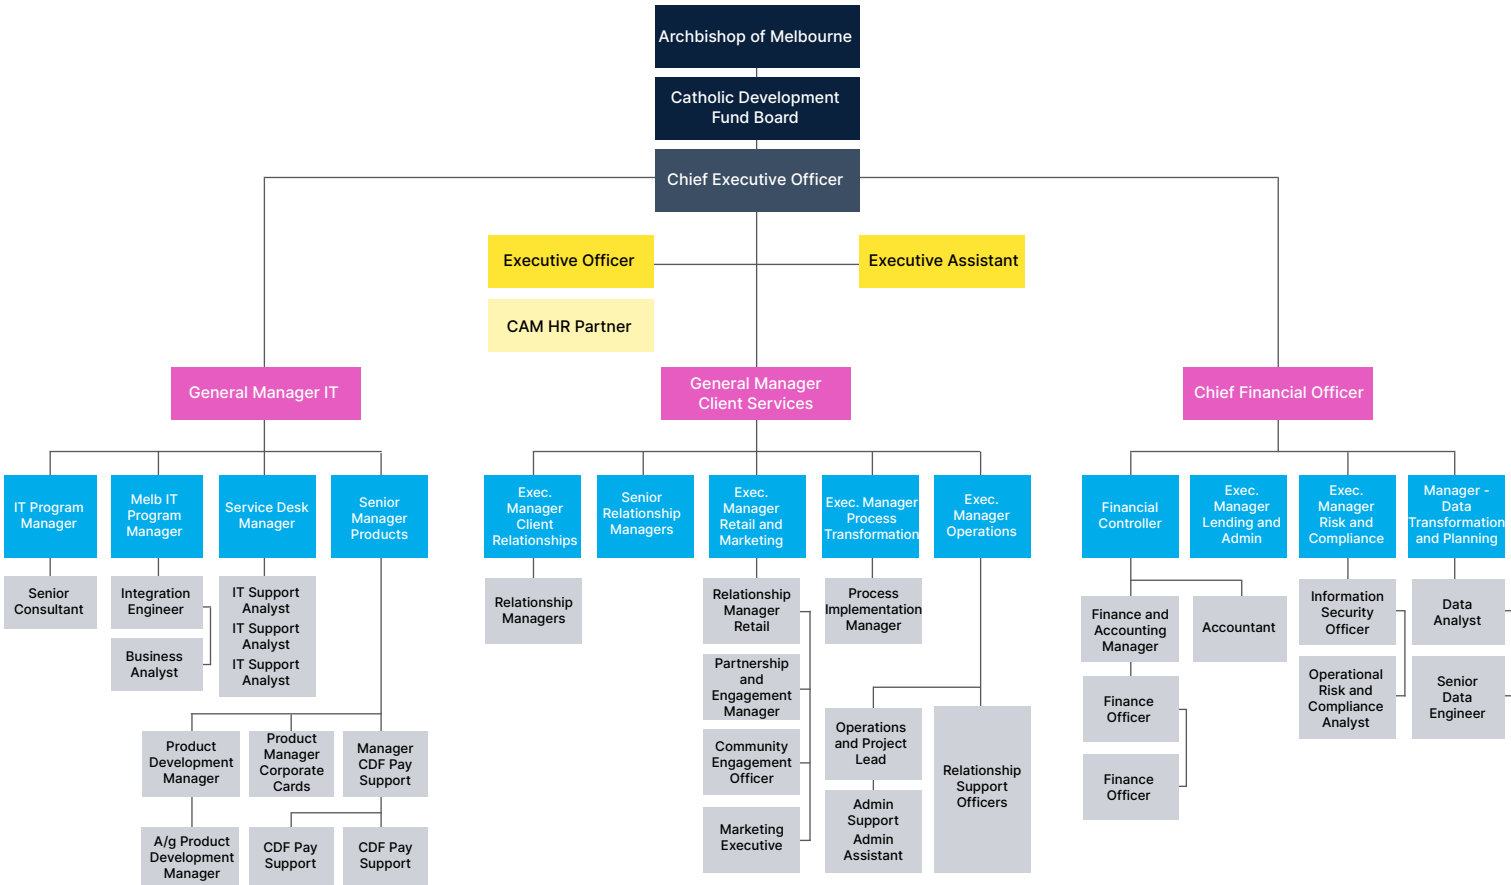 Archbishop of Melbourne
Catholic Development
Fund Board
Chief Executive Officer
Executive Officer
Executive Assistant
CAM HR Partner
General Manager IT
General Manager
Client Services
Chief Financial Officer
IT Program
Manager
Melb IT
Program
Manager
Service Desk
Manager
Senior
Manager
Products
Exec.
Manager
Client
Relationships
Senior
Relationship
Managers
Exec.
Manager
Retail and
Marketing
Exec. Manager
Process
Transformation
Exec.
Manager
Operations
Financial
Controller
Exec.
Manager
Lending and
Admin
Exec.
Manager
Risk and
Compliance
Manager -
Data
Transformation
and Planning
Senior
Consultant
Integration
Engineer
Business
Analyst
IT Support
Analyst
IT Support
Analyst
IT Support
Analyst
Product
Development
Manager
Product
Manager
Corporate
Cards
Manager
CDF Pay
Support
A/g Product
Development
Manager
CDF Pay
Support
CDF Pay
Support
Relationship
Managers
Relationship
Manager
Retail
Partnership
and
Engagement
Manager
Community
Engagement
Officer
Marketing
Executive
Process
Implementation
Manager
Operations
and Project
Lead
Admin
Support
Admin
Assistant
Relationship
Support
Officers
Finance and
Accounting
Manager
Accountant
Finance
Officer
Finance
Officer
Information
Security
Officer
Operational
Risk and
Compliance
Analyst
Data
Analyst
Senior
Data
Engineer